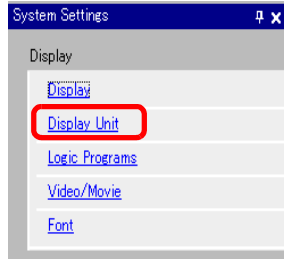 System Settings
Display
Display
Display Unit
Logic Programs
Video/Movie
Font